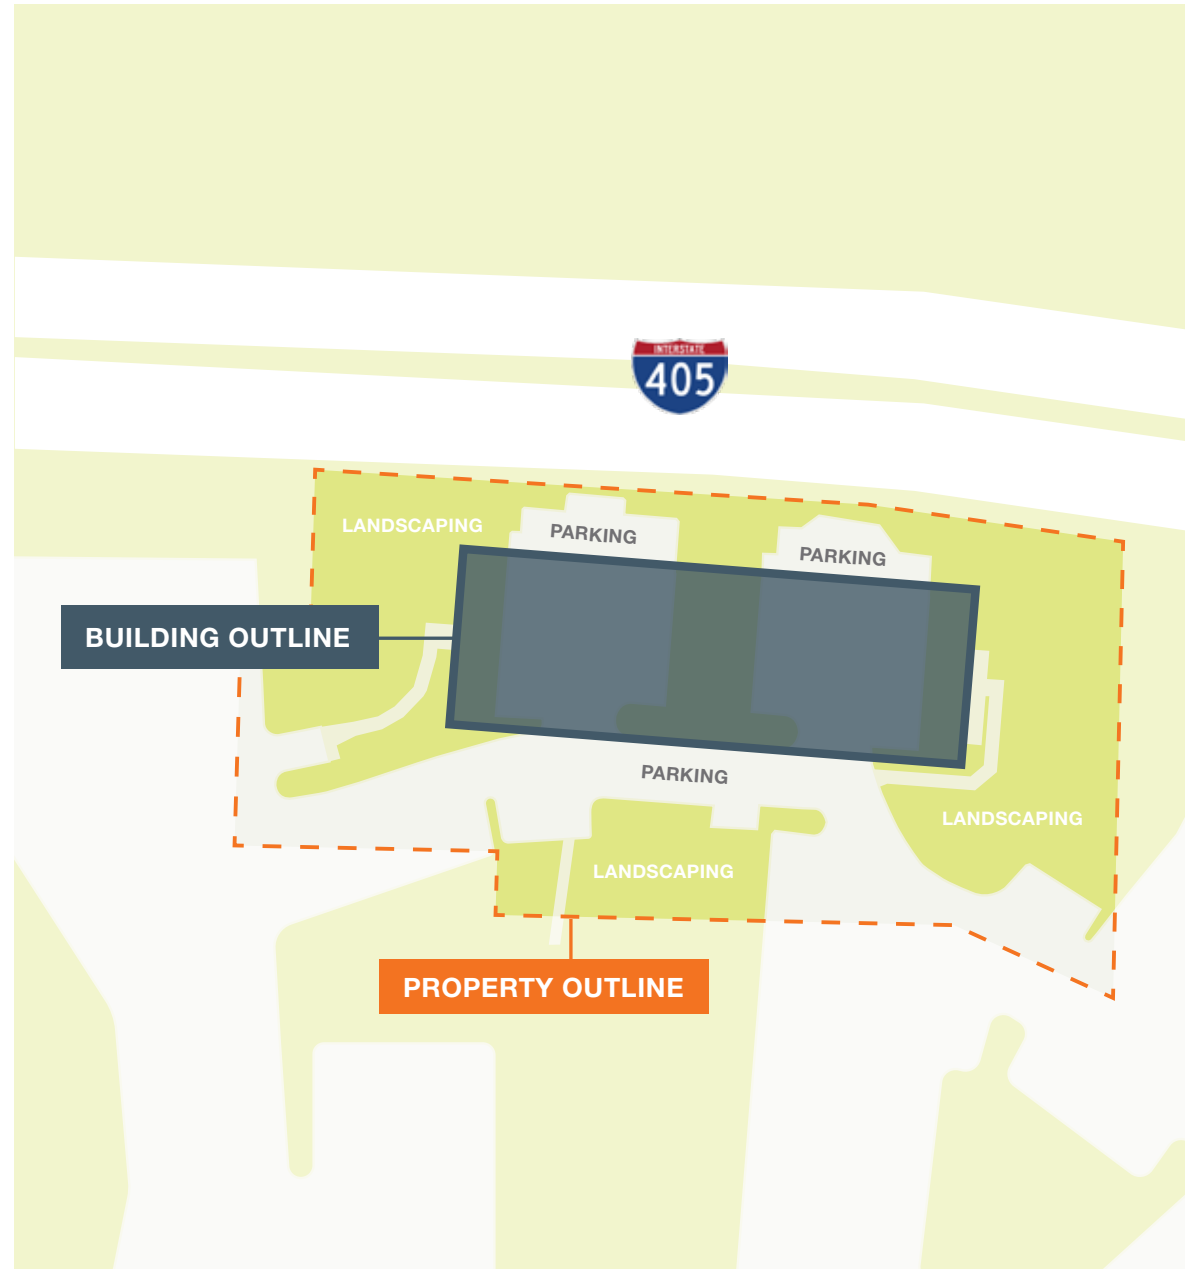 INTERSTATE
405
LANDSCAPING
PARKING
PARKING
BUILDING OUTLINE
PARKING
LANDSCAPING
LANDSCAPING
PROPERTY OUTLINE